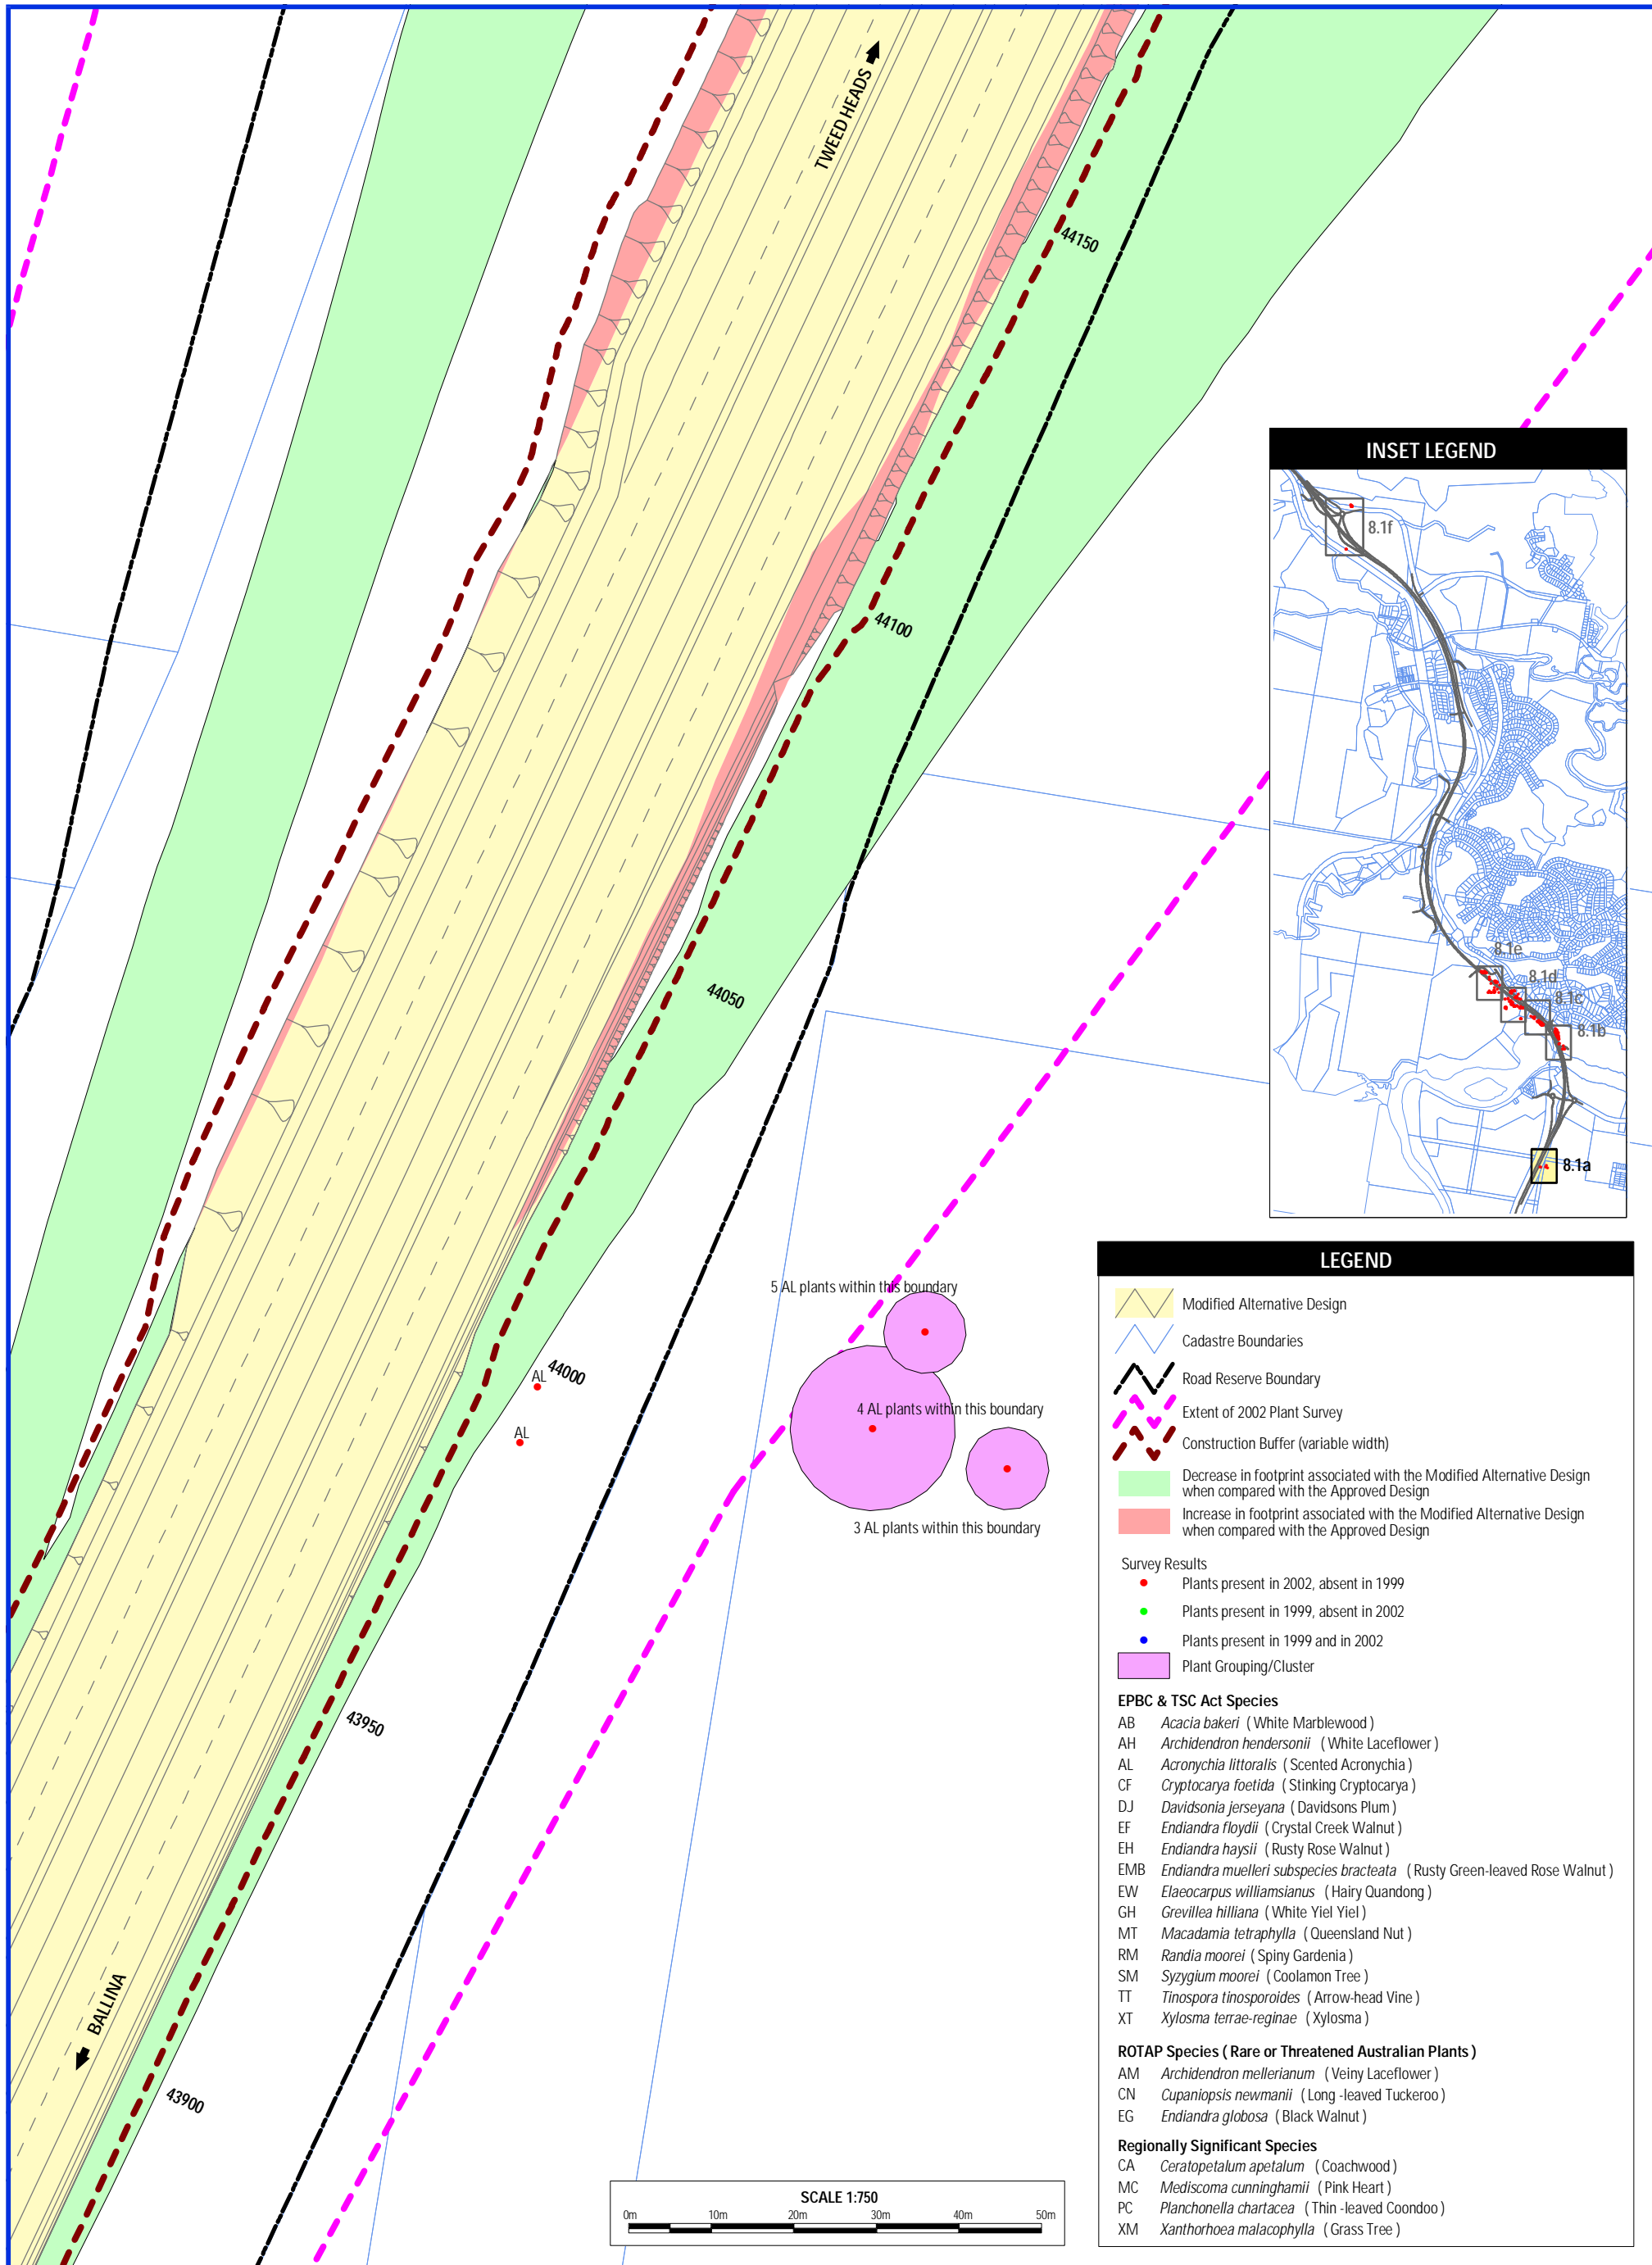 TWEED HEADS
44150
44100
44050
44000
43950
43900
BALLINA
AL
AL
5 AL plants within this boundary
4 AL plants within this boundary
3 AL plants within this boundary
INSET LEGEND
8.1f
8.1e
8.1d
8.1c
8.1b
8.1a
LEGEND
Modified Alternative Design
Cadastre Boundaries
Road Reserve Boundary
Extent of 2002 Plant Survey
Construction Buffer (variable width)
Decrease in footprint associated with the Modified Alternative Design
when compared with the Approved Design
Increase in footprint associated with the Modified Alternative Design
when compared with the Approved Design
Survey Results
Plants present in 2002, absent in 1999
Plants present in 1999, absent in 2002
Plants present in 1999 and in 2002
Plant Grouping/Cluster
EPBC & TSC Act Species
AB Acacia bakeri (White Marblewood)
AH Archidendron hendersonii (White Laceflower)
AL Acronychia littoralis (Scented Acronychia)
CF Cryptocarya foetida (Stinking Cryptocarya)
DJ Davidsonia jerseyana (Davidsons Plum)
EF Endiandra floydii (Crystal Creek Walnut)
EH Endiandra haysii (Rusty Rose Walnut)
EMB Endiandra muelleri subspecies bracteata (Rusty Green-leaved Rose Walnut)
EW Elaeocarpus williamsianus (Hairy Quandong)
GH Grevillea hilliana (White Yiel Yiel)
MT Macadamia tetraphylla (Queensland Nut)
RM Randia moorei (Spiny Gardenia)
SM Syzygium moorei (Coolamon Tree)
TT Tinospora tinosporoides (Arrow-head Vine)
XT Xylosma terrae-reginae (Xylosma)
ROTAP Species (Rare or Threatened Australian Plants)
AM Archidendron mellerianum (Veiny Laceflower)
CN Cupaniopsis newmanii (Long -leaved Tuckeroo)
EG Endiandra globosa (Black Walnut)
Regionally Significant Species
CA Ceratopetalum apetalum (Coachwood)
MC Mediscoma cunninghamii (Pink Heart)
PC Planchonella chartacea (Thin -leaved Coondoo)
XM Xanthorhoea malacophylla (Grass Tree)
SCALE 1:750
0m 10m 20m 30m 40m 50m